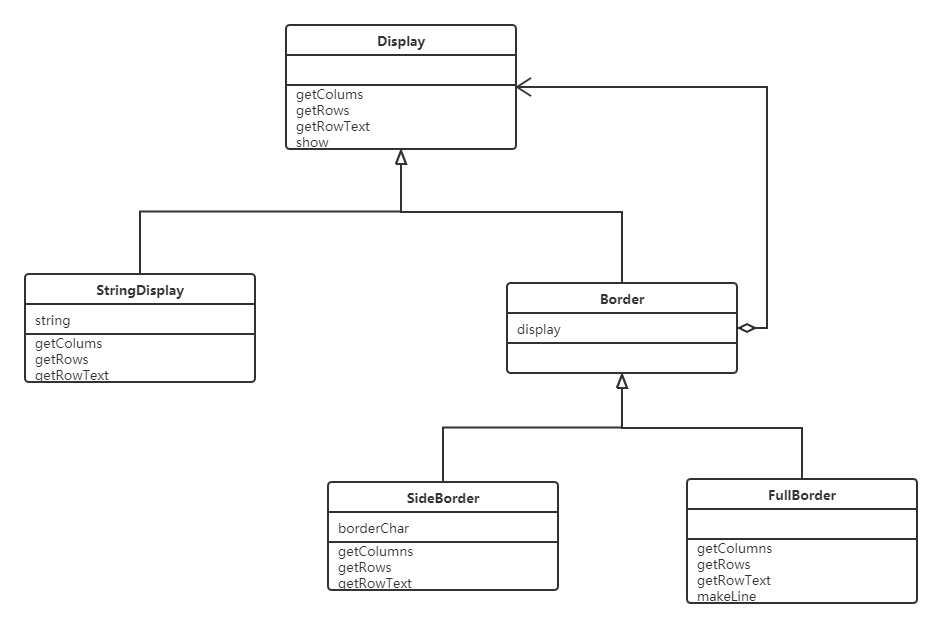 Display
getColums
getRows
getRowText
show
StringDisplay
string
getColums
getRows
getRowText
Border
display
SideBorder
borderChar
getColumns
getRows
getRowText
FullBorder
getColumns
getRows
getRowText
makeLine